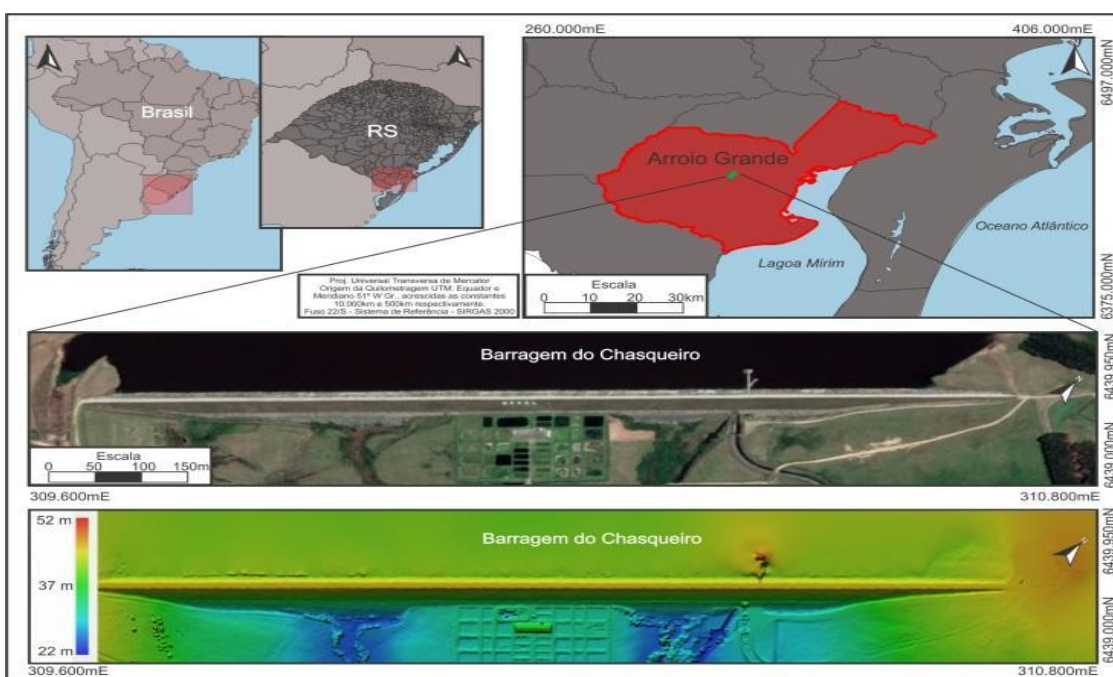 260.000mE
406.000mE
Brasil
RS
Arroio Grande
Oceano Atlântico
Lagoa Mirim
6497.000mN
6375.000mN
Proj. Universal Transversa de Mercator
Origem da Quilometragem UTM: Equador e
Meridiano 51º W Gr., acrescidas as constantes
10.000km e 500km respectivamente.
Fuso 22/S - Sistema de Referência - SIRGAS 2000
Escala
0 10 20 30km
Barragem do Chasqueiro
N
6439.950mN
6439.000mN
Escala
0 50 100 150m
309.600mE
310.800mE
52 m
37 m
22 m
Barragem do Chasqueiro
N
6439.950mN
6439.000mN
309.600mE
310.800mE